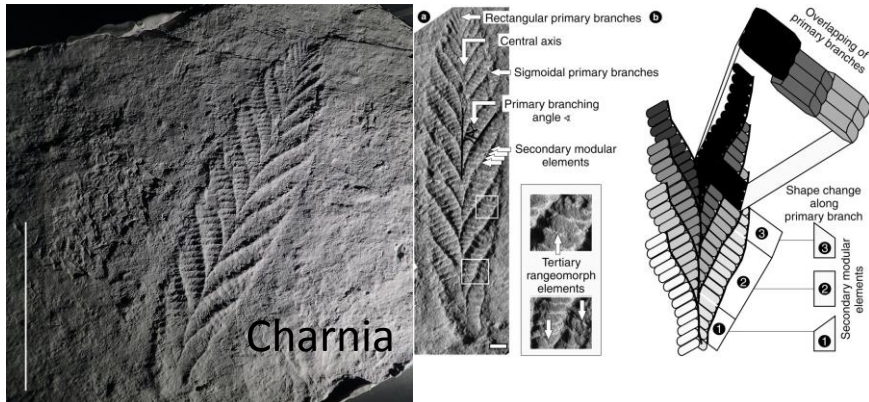 Charnia
a
Rectangular primary branches
Central axis
Sigmoidal primary branches
Primary branching
angle ∢
Secondary modular
elements
Tertiary
rangeomorph
elements
b
Overlapping of
primary branches
Shape change
along
primary branch
3
2
1
3
2
1
Secondary modular
elements